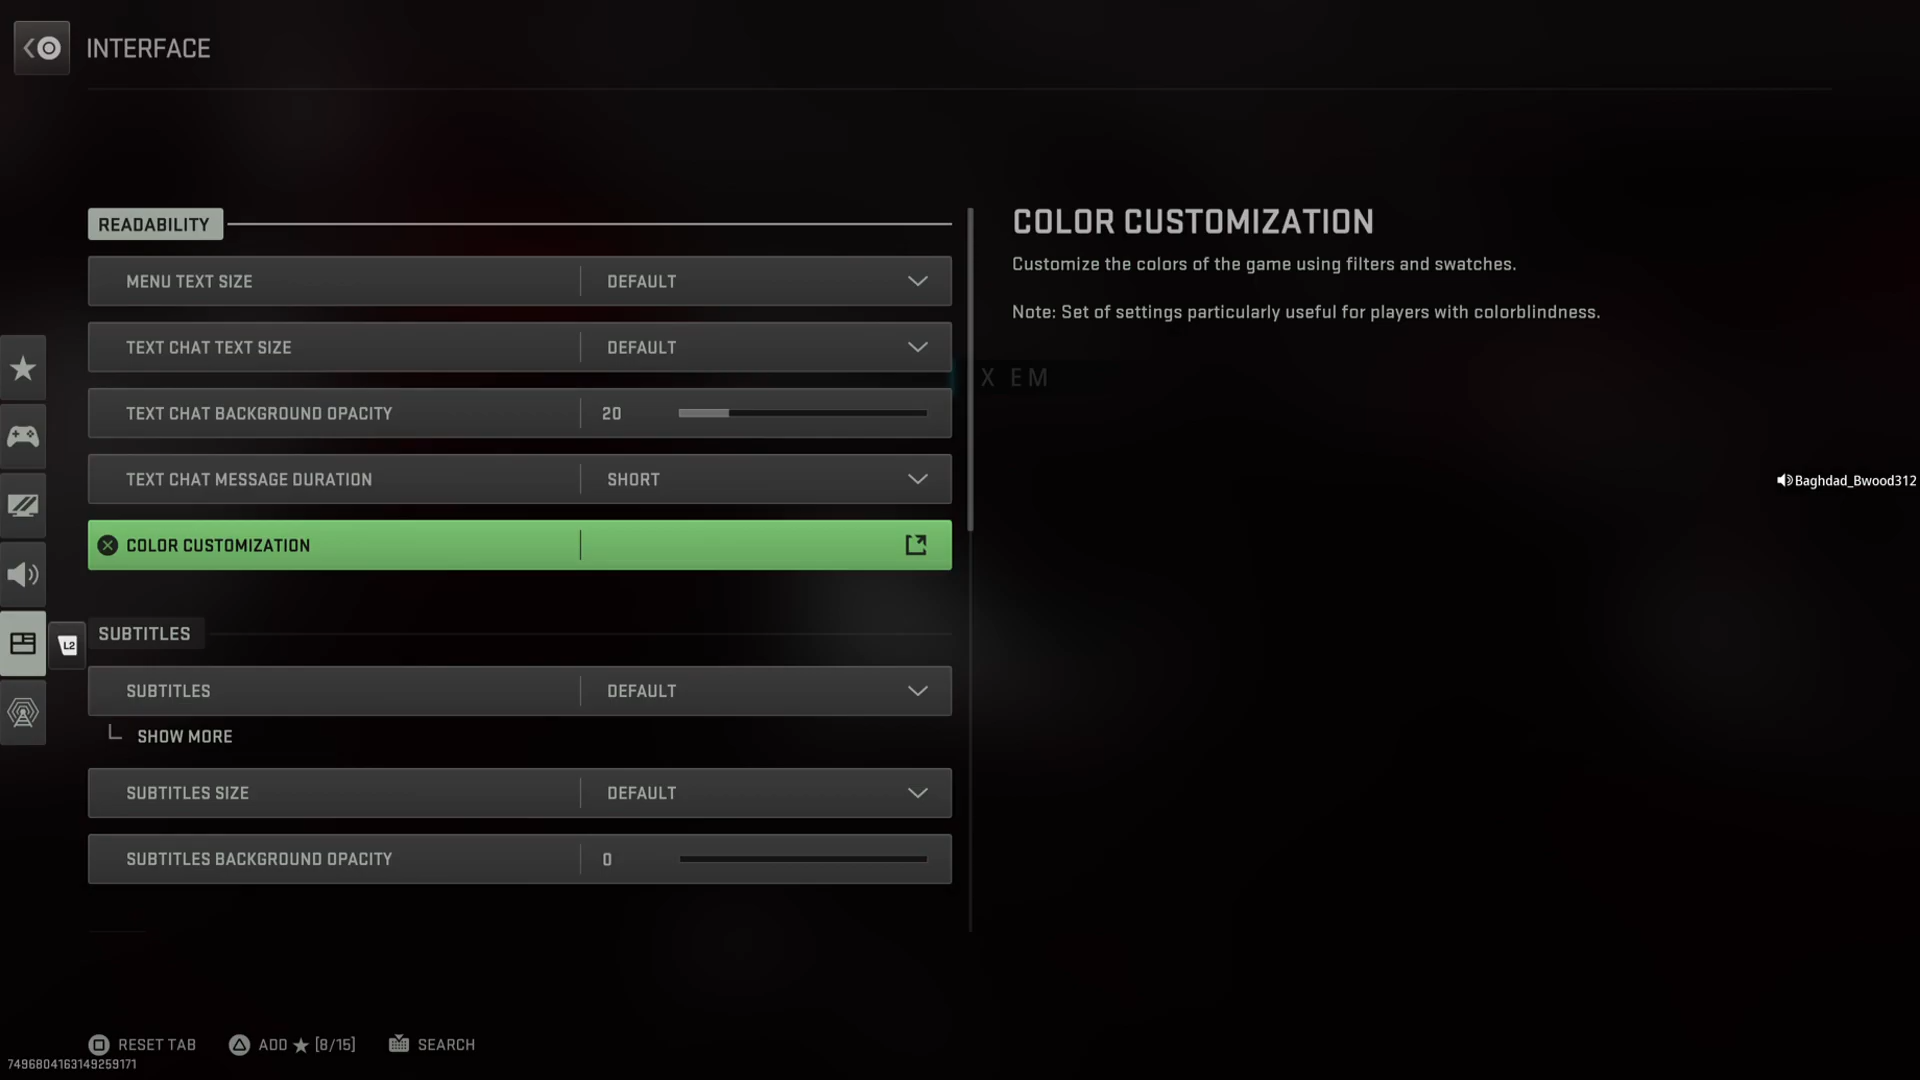 INTERFACE
READABILITY
MENU TEXT SIZE DEFAULT
TEXT CHAT TEXT SIZE DEFAULT
TEXT CHAT BACKGROUND OPACITY 20
TEXT CHAT MESSAGE DURATION SHORT
COLOR CUSTOMIZATION
L2
SUBTITLES
SUBTITLES DEFAULT
SHOW MORE
SUBTITLES SIZE DEFAULT
SUBTITLES BACKGROUND OPACITY 0
COLOR CUSTOMIZATION
Customize the colors of the game using filters and swatches.
Note: Set of settings particularly useful for players with colorblindness.
X EM
Baghdad_Bwood312
RESET TAB ADD ★ [8/15] SEARCH
7496804163149259171